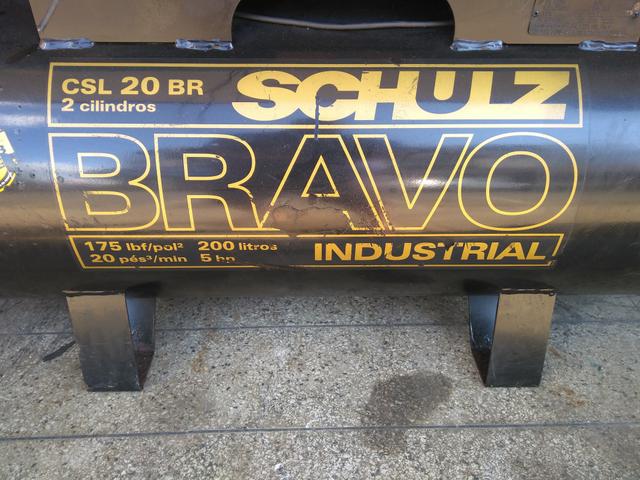 CSL 20 BR
2 cilindros
SCHULZ
BRAVO
175 lbf/pol² 200 litros
20 pés³/min 5 hp
INDUSTRIAL